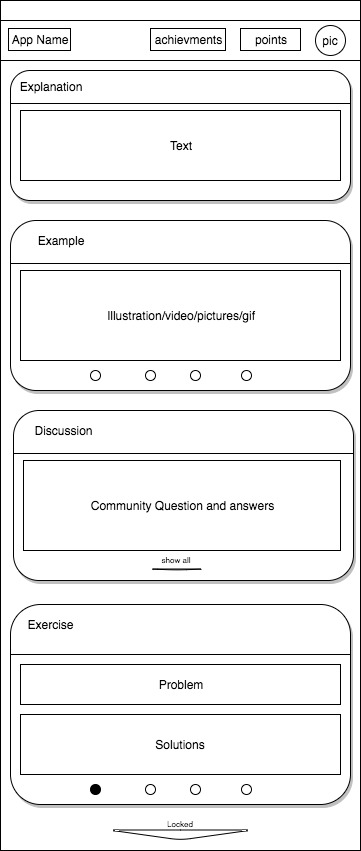 App Name
achievments
points
pic
Explanation
Text
Example
Illustration/video/pictures/gif
Discussion
Community Question and answers
show all
Exercise
Problem
Solutions
Locked